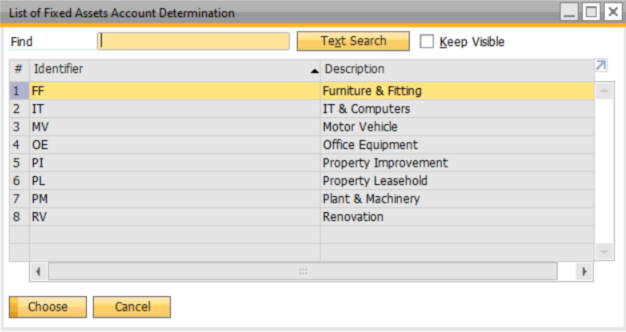 List of Fixed Assets Account Determination
Find Text Search Keep Visible
# Identifier Description
1 FF Furniture & Fitting
2 IT IT & Computers
3 MV Motor Vehicle
4 OE Office Equipment
5 PI Property Improvement
6 PL Property Leasehold
7 PM Plant & Machinery
8 RV Renovation
Choose Cancel